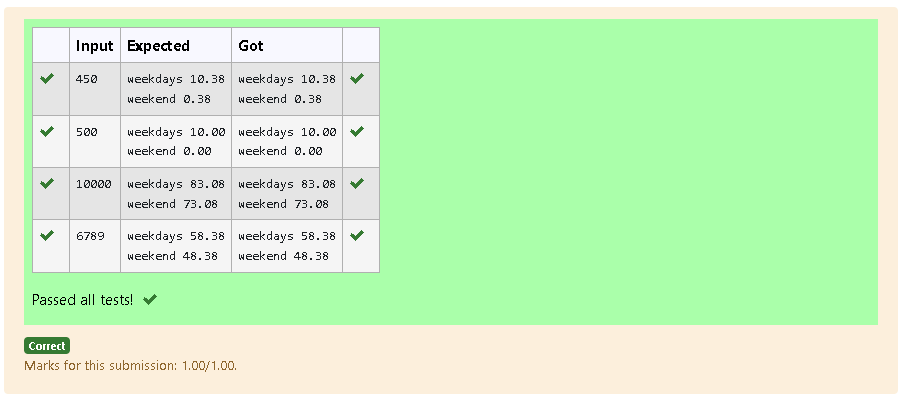 Input Expected Got
450 weekdays 10.38 weekdays 10.38
weekend 0.38 weekend 0.38
500 weekdays 10.00 weekdays 10.00
weekend 0.00 weekend 0.00
10000 weekdays 83.08 weekdays 83.08
weekend 73.08 weekend 73.08
6789 weekdays 58.38 weekdays 58.38
weekend 48.38 weekend 48.38
Passed all tests!
Correct
Marks for this submission: 1.00/1.00.